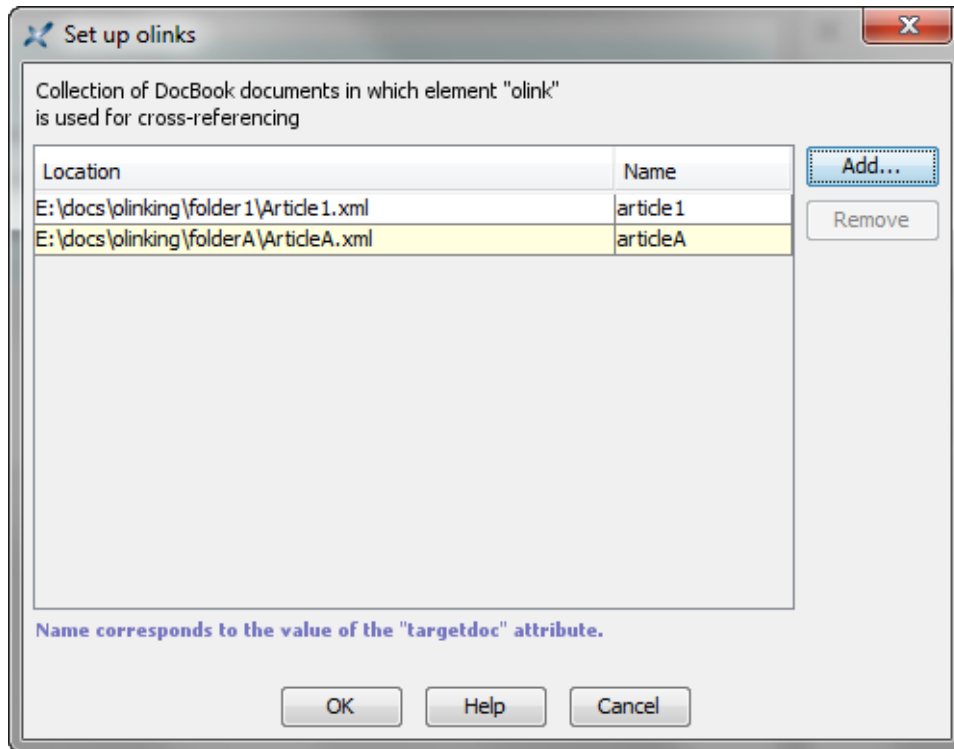 Set up olinks
Collection of DocBook documents in which element "olink"
is used for cross-referencing
Location Name
Add...
E:\docs\olinking\folder1\Article1.xml article1
Remove
E:\docs\olinking\folderA\ArticleA.xml articleA
Name corresponds to the value of the "targetdoc" attribute.
OK Help Cancel